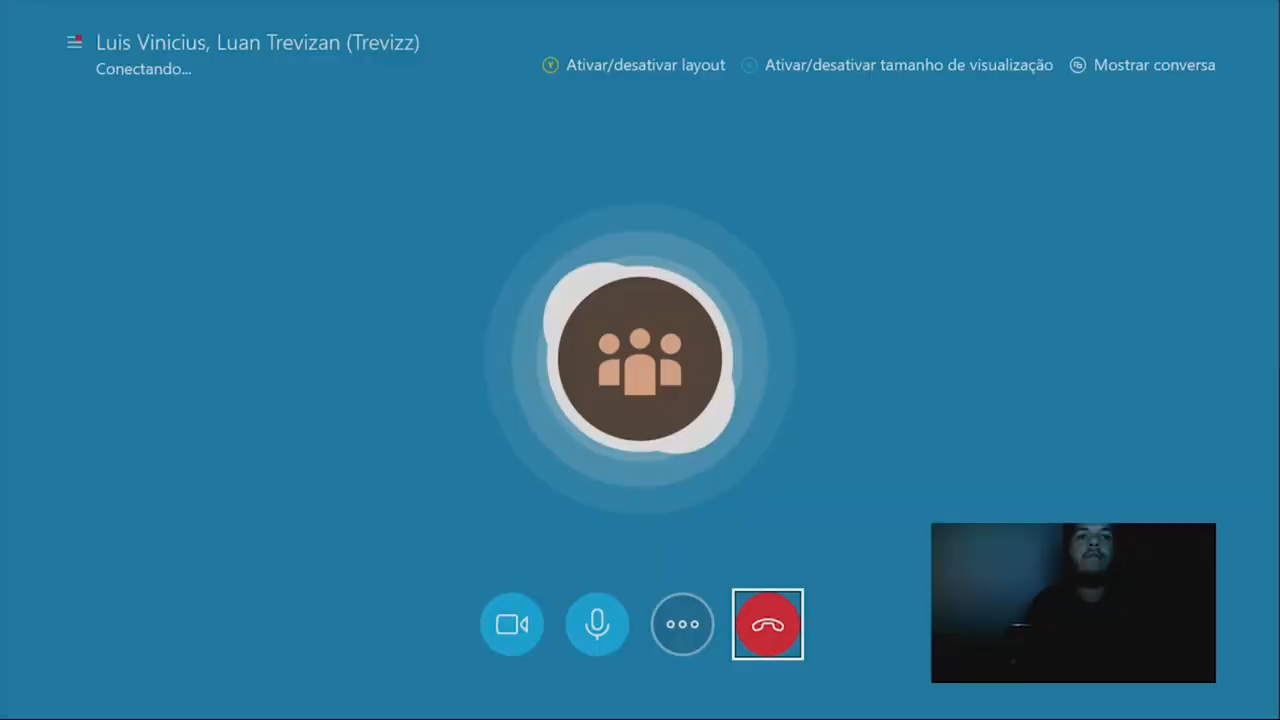 Luis Vinicius, Luan Trevizan (Trevizz)
Conectando...
Y Ativar/desativar layout
Ativar/desativar tamanho de visualização
Mostrar conversa